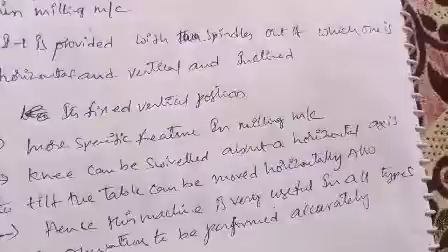 in milling m/c
It is provided with two spindles out of which one is
horizontal and vertical and Inclined
In fixed vertical position
more specific feature In milling m/c
→ knee can be swivelled about a horizontal axis
tilt the table can be moved horizontally Also
→ Hence this machine is very useful In all types
operations to be performed accurately